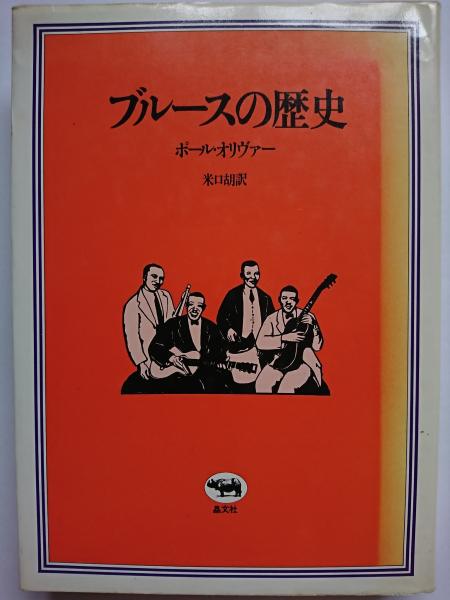 ブルースの歴史
ポール・オリヴァー
米口胡訳
晶文社